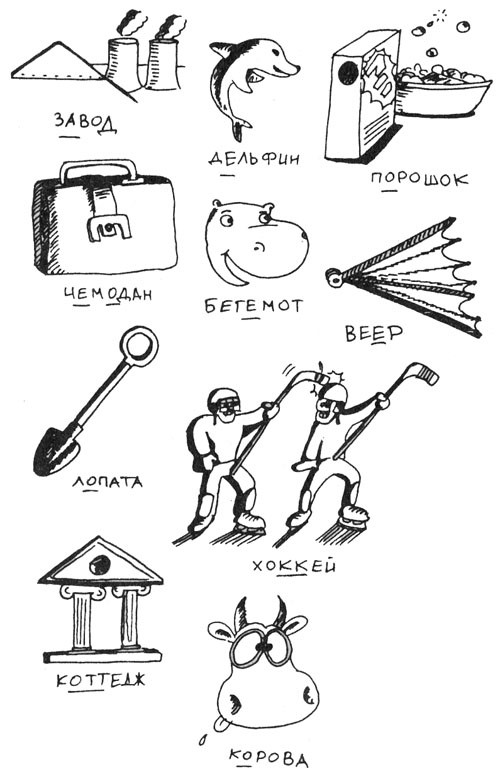 ЗАВОД
ДЕЛЬФИН
ПОРОШОК
ЧЕМОДАН
БЕГЕМОТ
ВЕЕР
ЛОПАТА
ХОККЕЙ
КОТТЕДЖ
КОРОВА